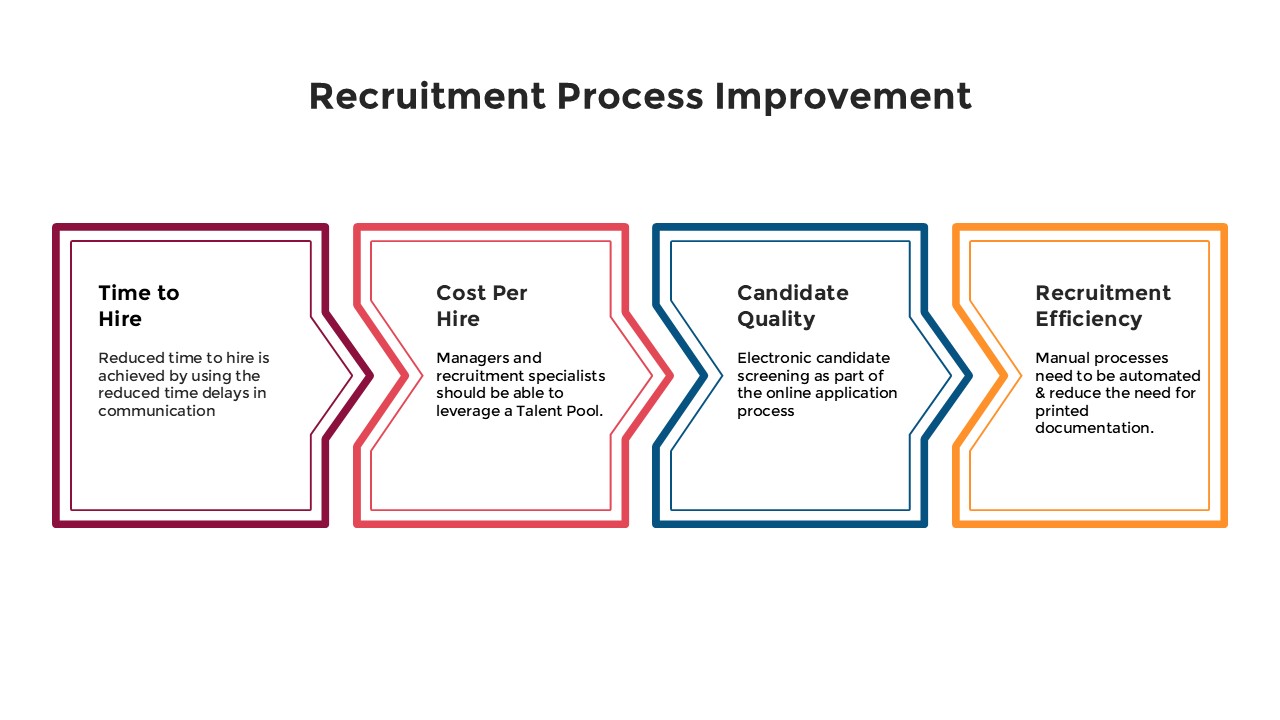 Recruitment Process Improvement
Time to
Hire
Reduced time to hire is
achieved by using the
reduced time delays in
communication
Cost Per
Hire
Managers and
recruitment specialists
should be able to
leverage a Talent Pool.
Candidate
Quality
Electronic candidate
screening as part of
the online application
process
Recruitment
Efficiency
Manual processes
need to be automated
& reduce the need for
printed
documentation.